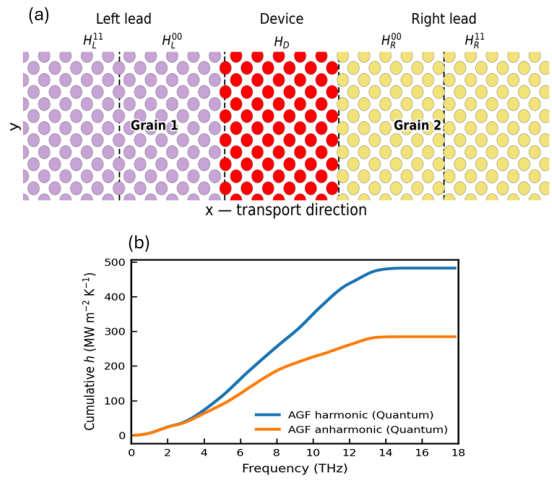 (a)
Left lead
Device
Right lead
H_L^{11}
H_L^{00}
H_D
H_R^{00}
H_R^{11}
y
Grain 1
Grain 2
x — transport direction
(b)
Cumulative h (MW m⁻² K⁻¹)
500
400
300
200
100
0
AGF harmonic (Quantum)
AGF anharmonic (Quantum)
0 2 4 6 8 10 12 14 16 18
Frequency (THz)